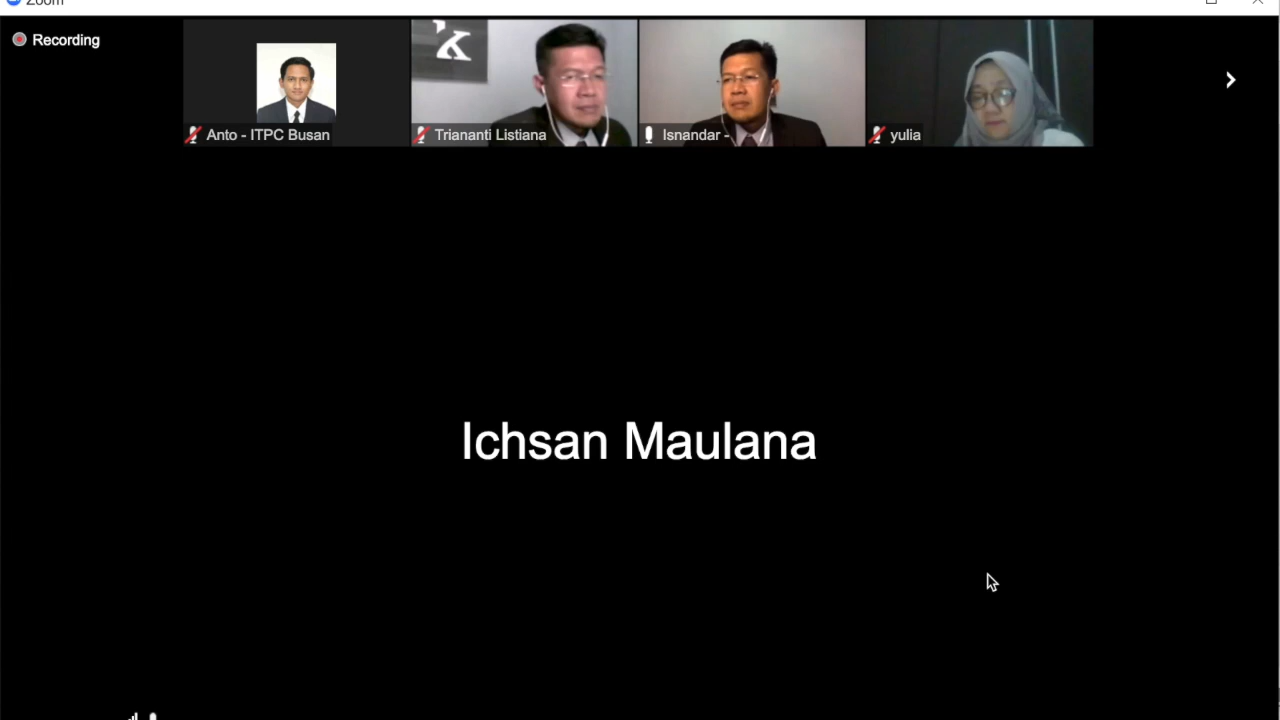 Zoom
Recording
Anto - ITPC Busan
Triananti Listiana
Isnandar -
yulia
Ichsan Maulana